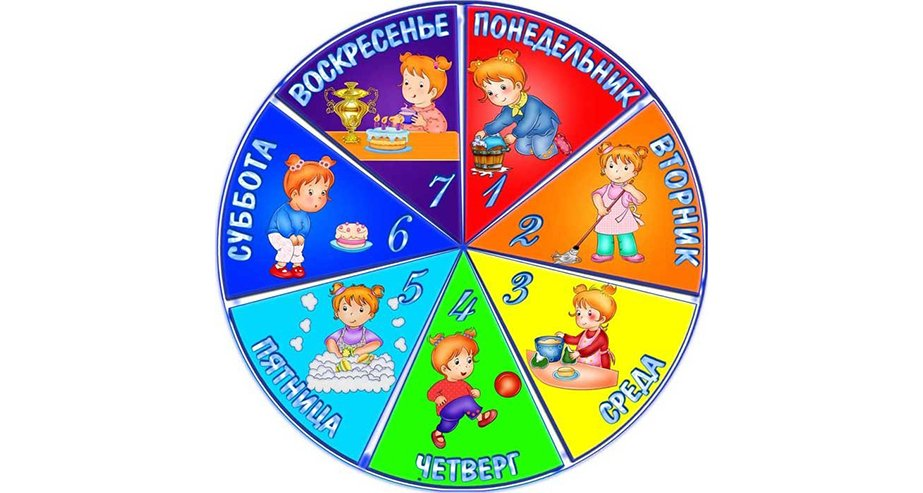 ПОНЕДЕЛЬНИК
1
ВТОРНИК
2
СРЕДА
3
ЧЕТВЕРГ
4
ПЯТНИЦА
5
СУББОТА
6
ВОСКРЕСЕНЬЕ
7